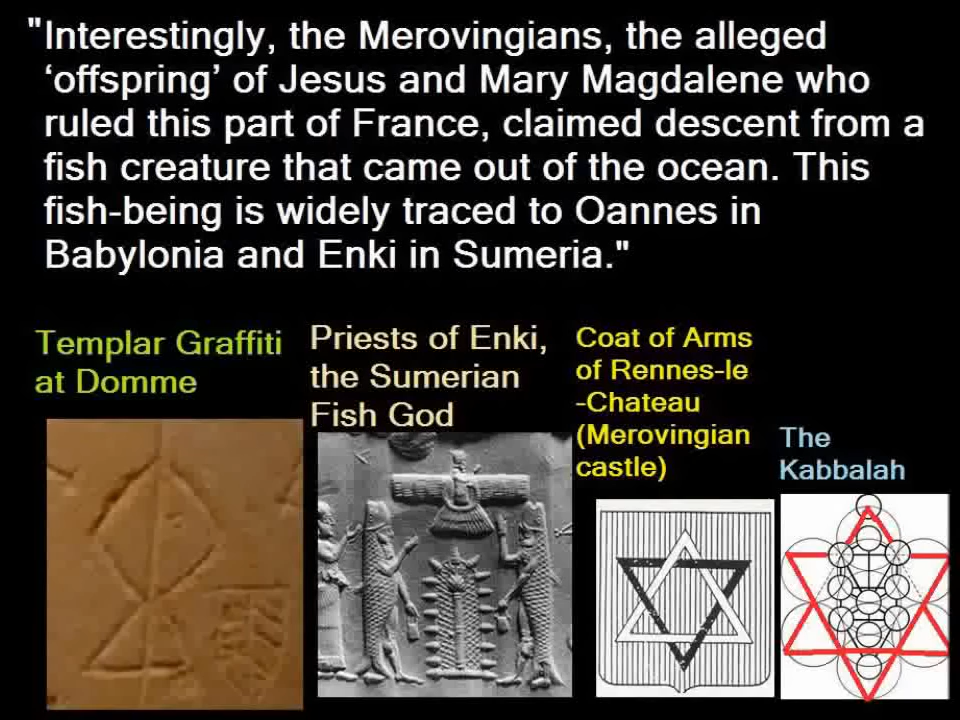 "Interestingly, the Merovingians, the alleged
‘offspring’ of Jesus and Mary Magdalene who
ruled this part of France, claimed descent from a
fish creature that came out of the ocean. This
fish-being is widely traced to Oannes in
Babylonia and Enki in Sumeria."
Templar Graffiti
at Domme
Priests of Enki,
the Sumerian
Fish God
Coat of Arms
of Rennes-le
-Chateau
(Merovingian
castle)
The
Kabbalah